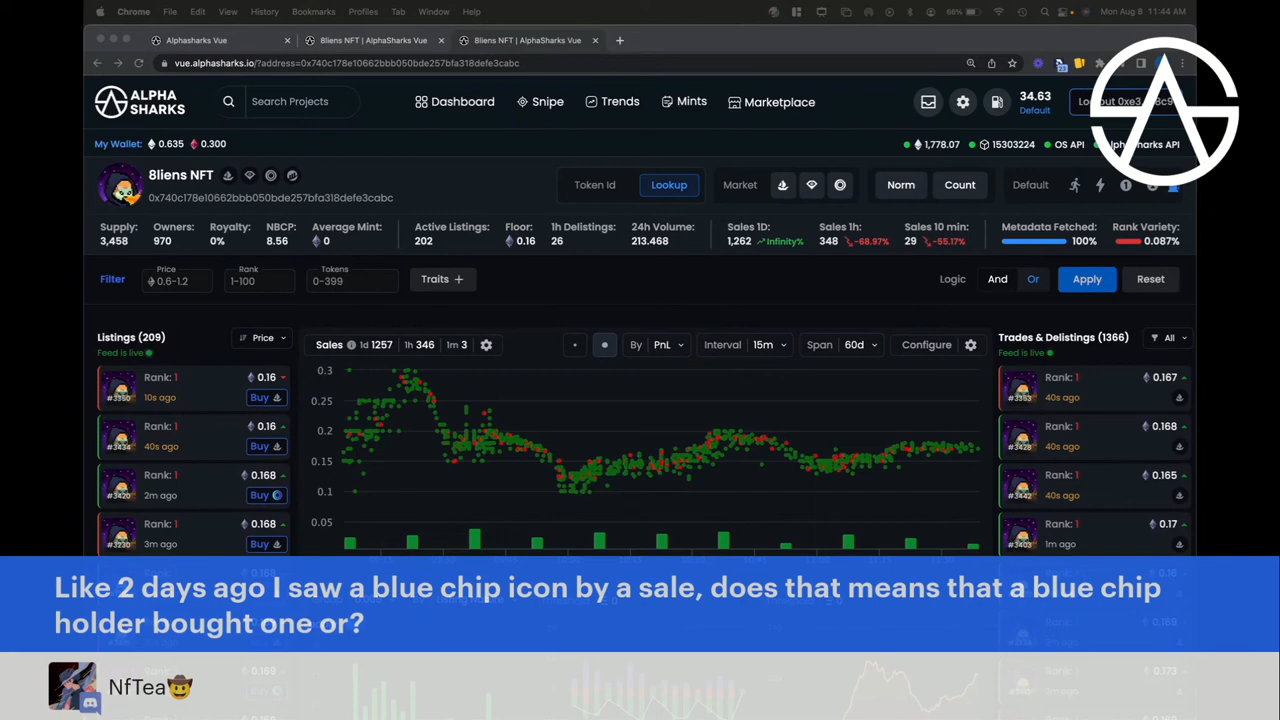 Chrome File Edit View History Bookmarks Profiles Tab Window Help 66% Mon Aug 8 11:44 AM
Alphasharks Vue 8liens NFT | AlphaSharks Vue 8liens NFT | AlphaSharks Vue
vue.alphasharks.io/?address=0x740c178e10662bbb050bde257bfa318defe3cabc 23
ALPHA SHARKS Search Projects Dashboard Snipe Trends Mints Marketplace 34.63 Default
My Wallet: 0.635 0.300 1,778.07 15303224 OS API
8liens NFT
0x740c178e10662bbb050bde257bfa318defe3cabc
Token Id Lookup Market Norm Count Default
Supply: Owners: Royalty: NBCP: Average Mint: Active Listings: Floor: 1h Delistings: 24h Volume: Sales 1D: Sales 1h: Sales 10 min: Metadata Fetched: Rank Variety:
3,458 970 0% 8.56 0 202 0.16 26 213.468 1,262 Infinity% 348 -68.97% 29 -55.17% 100% 0.087%
Filter Price 0.6-1.2 Rank 1-100 Tokens 0-399 Traits + Logic And Or Apply Reset
Listings (209) Price
Feed is live
Rank: 1 0.16
#3350 10s ago Buy
Rank: 1 0.16
#3434 40s ago Buy
Rank: 1 0.168
#3420 2m ago Buy
Rank: 1 0.168
#3230 3m ago Buy
Sales 1d 1257 1h 346 1m 3 By PnL Interval 15m Span 60d Configure
0.3
0.25
0.2
0.15
0.1
0.05
Trades & Delistings (1366) All
Feed is live
Rank: 1 0.167
#3353 40s ago
Rank: 1 0.168
#3428 40s ago
Rank: 1 0.165
#3442 40s ago
Rank: 1 0.17
#3403 1m ago
Like 2 days ago I saw a blue chip icon by a sale, does that means that a blue chip
holder bought one or?
NfTea🤠